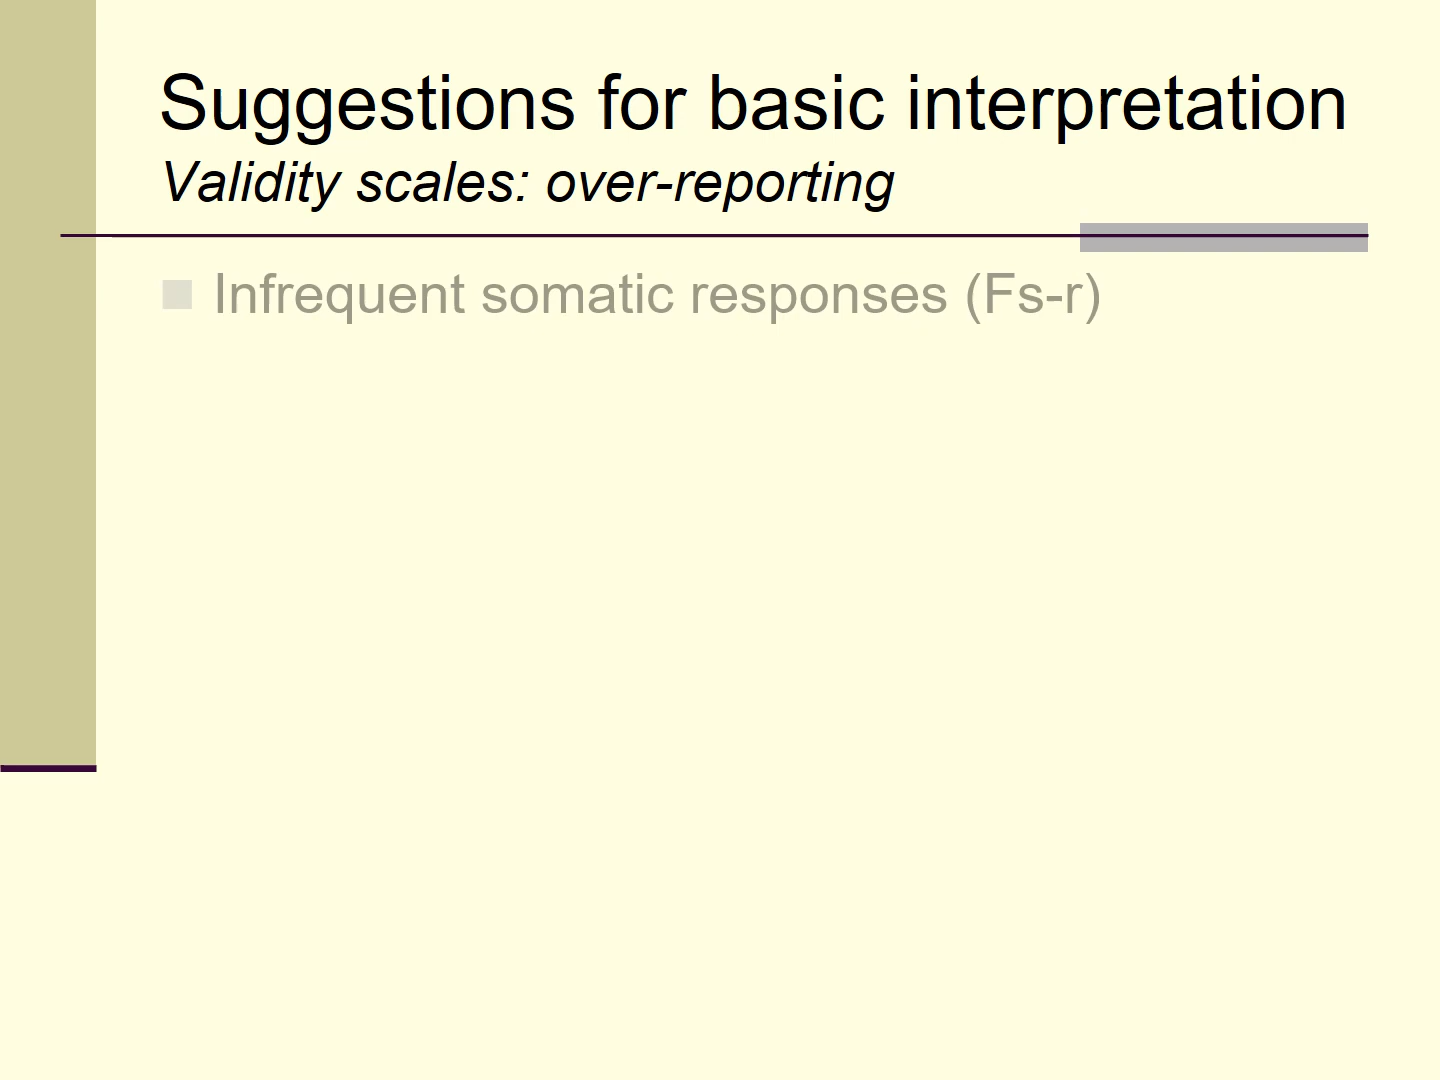 Suggestions for basic interpretation
Validity scales: over-reporting
Infrequent somatic responses (Fs-r)